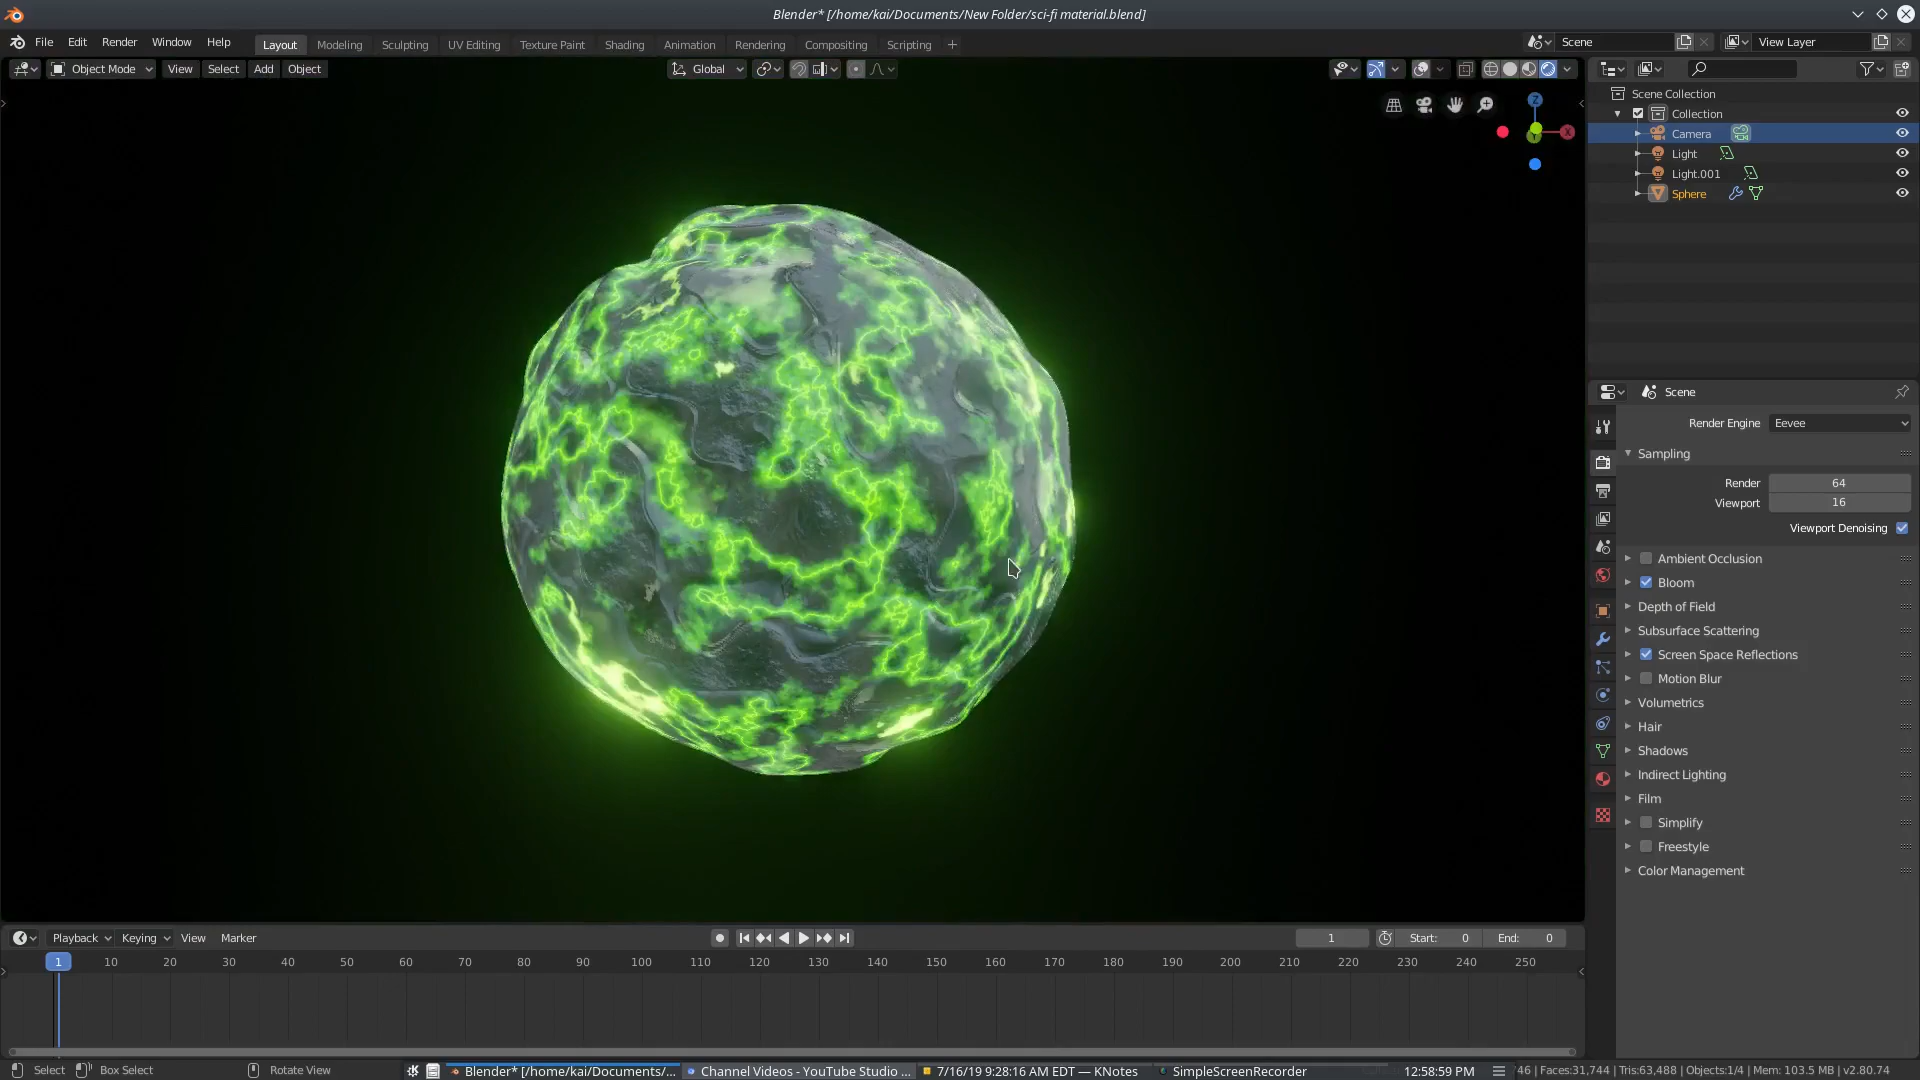 Blender* [/home/kai/Documents/New Folder/sci-fi material.blend]
File Edit Render Window Help
Layout Modeling Sculpting UV Editing Texture Paint Shading Animation Rendering Compositing Scripting +
Scene
View Layer
Object Mode View Select Add Object
Global
Z
X
Y
Scene Collection
Collection
Camera
Light
Light.001
Sphere
Scene
Render Engine Eevee
Sampling
Render 64
Viewport 16
Viewport Denoising
Ambient Occlusion
Bloom
Depth of Field
Subsurface Scattering
Screen Space Reflections
Motion Blur
Volumetrics
Hair
Shadows
Indirect Lighting
Film
Simplify
Freestyle
Color Management
Playback Keying View Marker
1
Start: 0
End: 0
1 10 20 30 40 50 60 70 80 90 100 110 120 130 140 150 160 170 180 190 200 210 220 230 240 250
Select Box Select Rotate View
Blender* [/home/kai/Documents/...
Channel Videos - YouTube Studio ...
7/16/19 9:28:16 AM EDT — KNotes
SimpleScreenRecorder
12:58:59 PM
46 | Faces:31,744 | Tris:63,488 | Objects:1/4 | Mem: 103.5 MB | v2.80.74